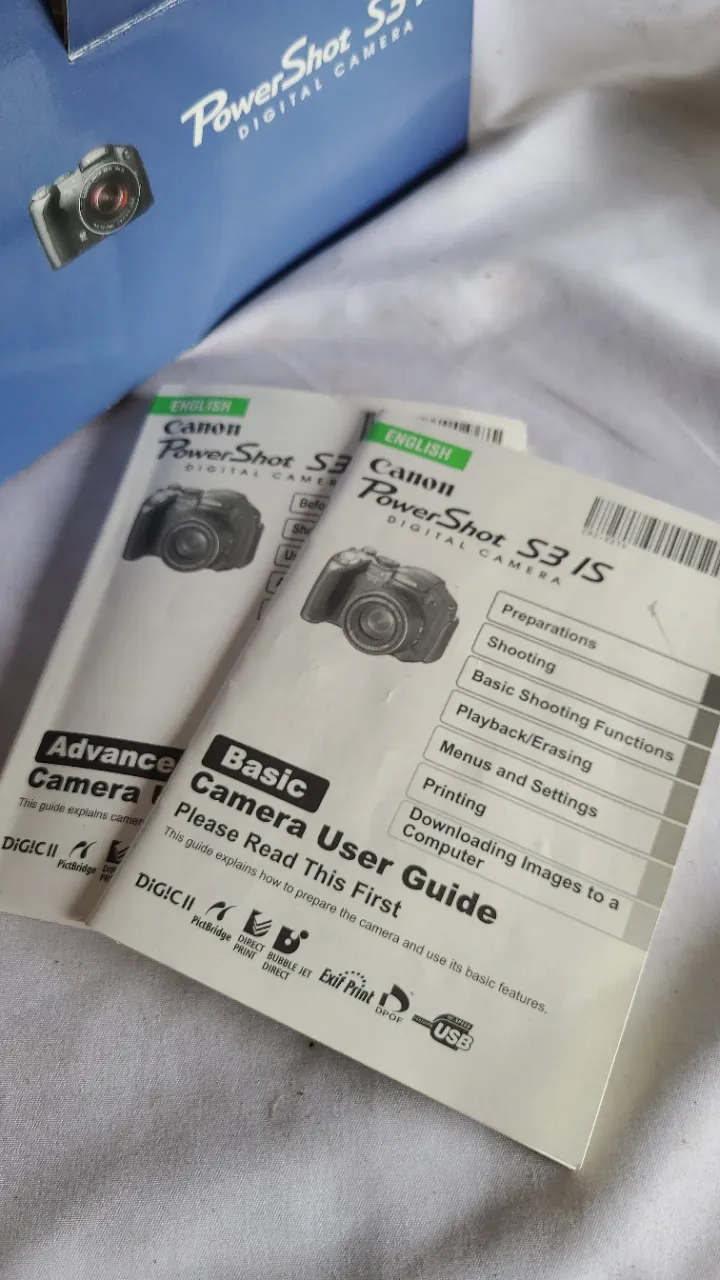 PowerShot S3
DIGITAL CAMERA
ENGLISH
Canon
PowerShot S3
DIGITAL CAMERA
Advance
Camera
This guide explains
DIGIC II
PictBridge
ENGLISH
Canon
PowerShot S3 IS
DIGITAL CAMERA
Preparations
Shooting
Basic Shooting Functions
Playback/Erasing
Menus and Settings
Printing
Downloading Images to a
Computer
Basic
Camera User Guide
Please Read This First
This guide explains how to prepare the camera and use its basic features.
DIGIC II
PictBridge
DIRECT
PRINT
BUBBLE JET
DIRECT
Exif Print
DPOF
USB